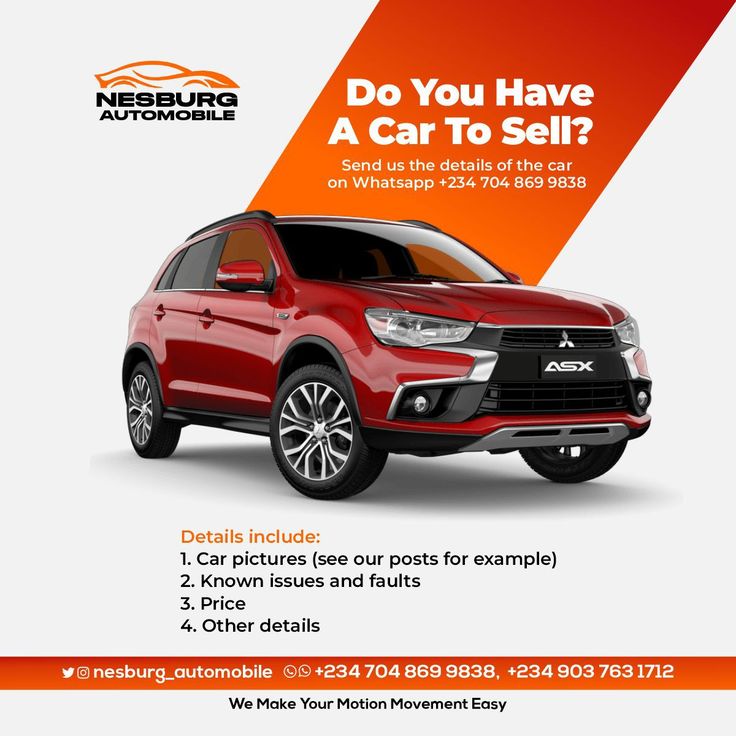 NESBURG
AUTOMOBILE
Do You Have
A Car To Sell?
Send us the details of the car
on Whatsapp +234 704 869 9838
ASX
Details include:
1. Car pictures (see our posts for example)
2. Known issues and faults
3. Price
4. Other details
nesburg_automobile +234 704 869 9838, +234 903 763 1712
We Make Your Motion Movement Easy